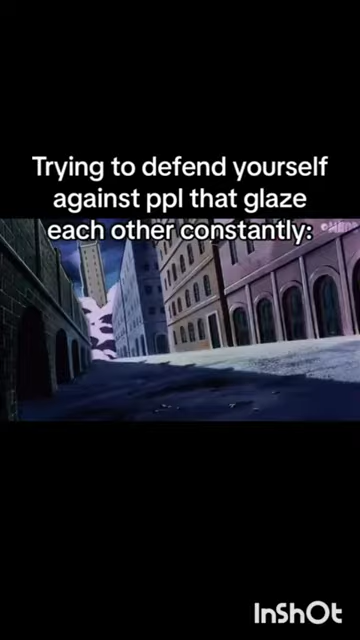 Trying to defend yourself
against ppl that glaze
each other constantly:
InShOt